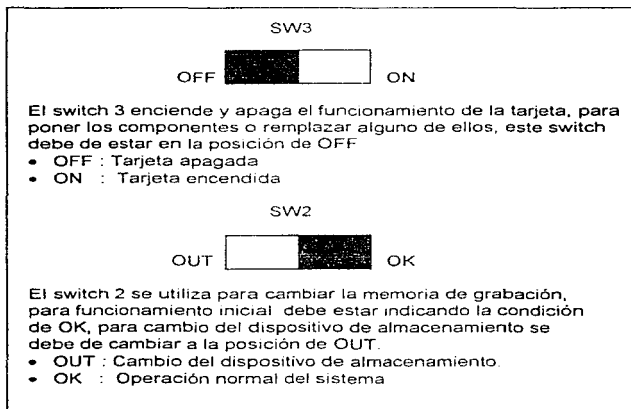 SW3
OFF ON
El switch 3 enciende y apaga el funcionamiento de la tarjeta, para
poner los componentes o remplazar alguno de ellos, este switch
debe de estar en la posición de OFF
• OFF : Tarjeta apagada
• ON : Tarjeta encendida
SW2
OUT OK
El switch 2 se utiliza para cambiar la memoria de grabación,
para funcionamiento inicial debe estar indicando la condición
de OK, para cambio del dispositivo de almacenamiento se
debe de cambiar a la posición de OUT.
• OUT : Cambio del dispositivo de almacenamiento.
• OK : Operación normal del sistema